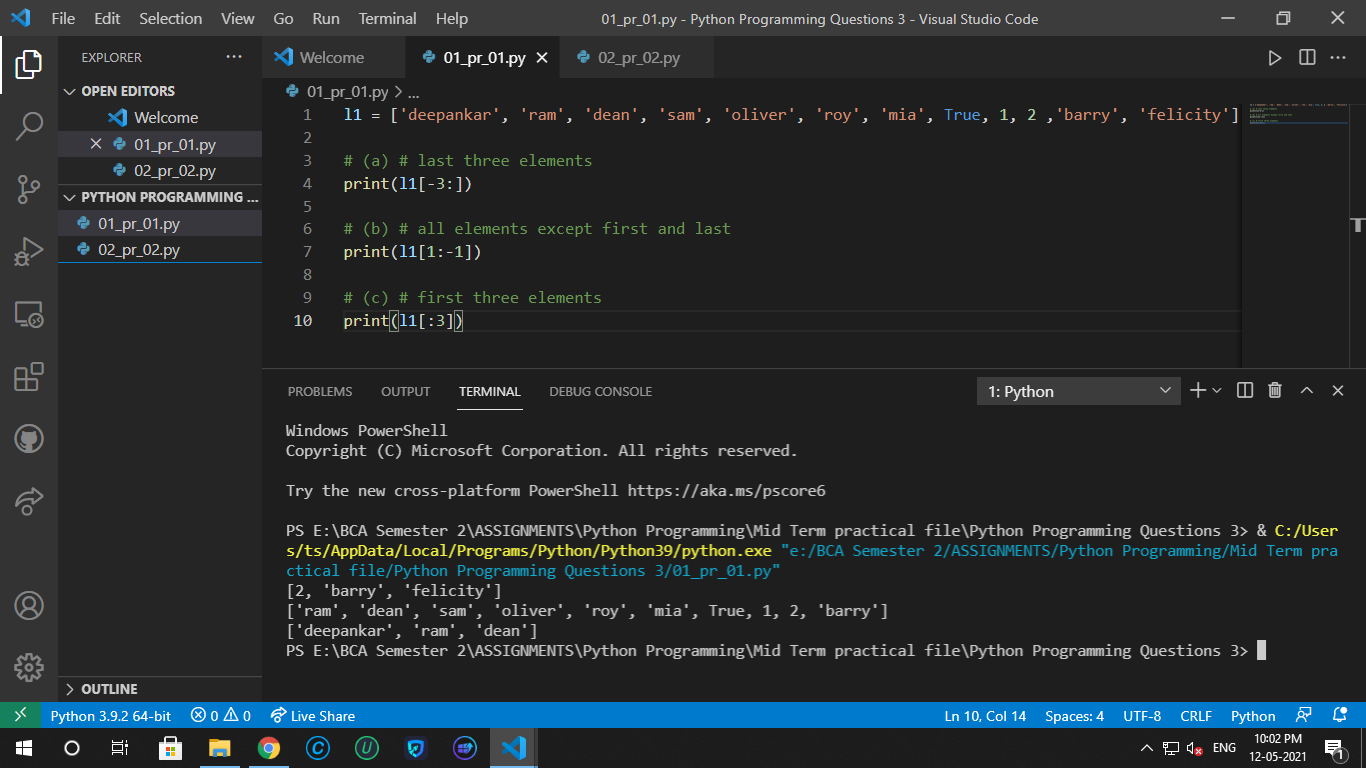 File Edit Selection View Go Run Terminal Help 01_pr_01.py - Python Programming Questions 3 - Visual Studio Code
EXPLORER
OPEN EDITORS
Welcome
01_pr_01.py
02_pr_02.py
PYTHON PROGRAMMING ...
01_pr_01.py
02_pr_02.py
OUTLINE
Welcome 01_pr_01.py 02_pr_02.py
01_pr_01.py > ...
1 l1 = ['deepankar', 'ram', 'dean', 'sam', 'oliver', 'roy', 'mia', True, 1, 2 ,'barry', 'felicity']
2
3 # (a) # last three elements
4 print(l1[-3:])
5
6 # (b) # all elements except first and last
7 print(l1[1:-1])
8
9 # (c) # first three elements
10 print(l1[:3])
PROBLEMS OUTPUT TERMINAL DEBUG CONSOLE 1: Python
Windows PowerShell
Copyright (C) Microsoft Corporation. All rights reserved.
Try the new cross-platform PowerShell https://aka.ms/pscore6
PS E:\BCA Semester 2\ASSIGNMENTS\Python Programming\Mid Term practical file\Python Programming Questions 3> & C:/User
s/ts/AppData/Local/Programs/Python/Python39/python.exe "e:/BCA Semester 2/ASSIGNMENTS/Python Programming/Mid Term pra
ctical file/Python Programming Questions 3/01_pr_01.py"
[2, 'barry', 'felicity']
['ram', 'dean', 'sam', 'oliver', 'roy', 'mia', True, 1, 2, 'barry']
['deepankar', 'ram', 'dean']
PS E:\BCA Semester 2\ASSIGNMENTS\Python Programming\Mid Term practical file\Python Programming Questions 3>
Python 3.9.2 64-bit 0 0 Live Share Ln 10, Col 14 Spaces: 4 UTF-8 CRLF Python
ENG
10:02 PM
12-05-2021
1